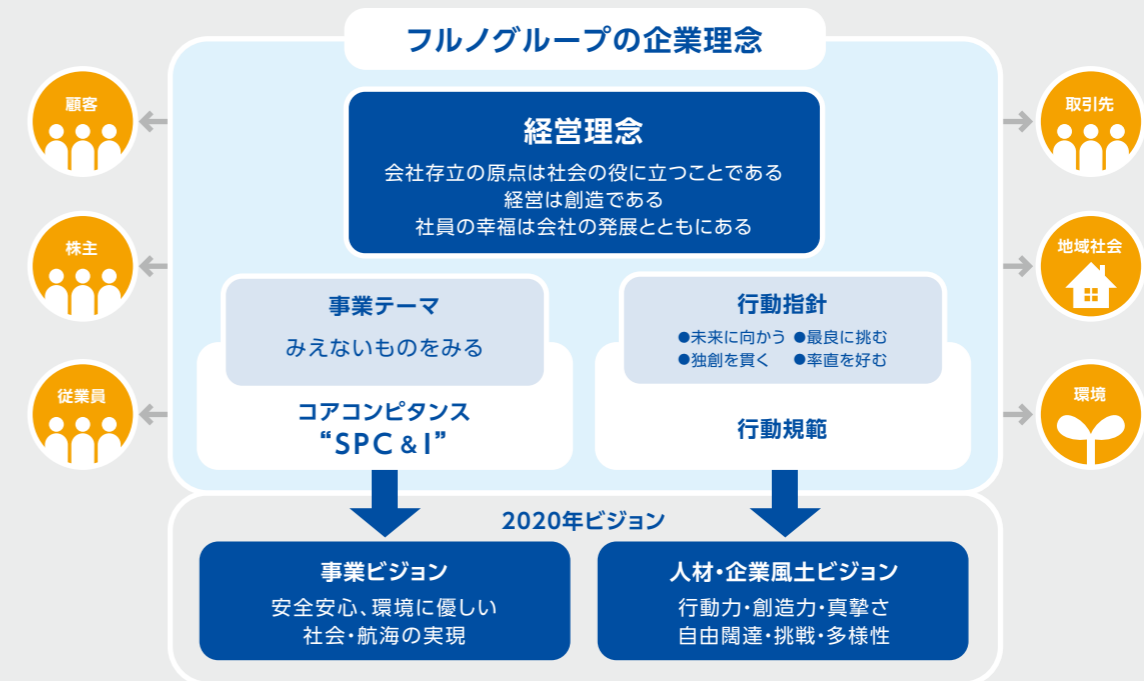 フルノグループの企業理念
経営理念
会社存立の原点は社会の役に立つことである
経営は創造である
社員の幸福は会社の発展とともにある
顧客
株主
従業員
取引先
地域社会
環境
事業テーマ
みえないものをみる
コアコンピタンス
“SPC & I”
行動指針
●未来に向かう ●最良に挑む
●独創を貫く ●率直を好む
行動規範
2020年ビジョン
事業ビジョン
安全安心、環境に優しい
社会・航海の実現
人材・企業風土ビジョン
行動力・創造力・真摯さ
自由闊達・挑戦・多様性